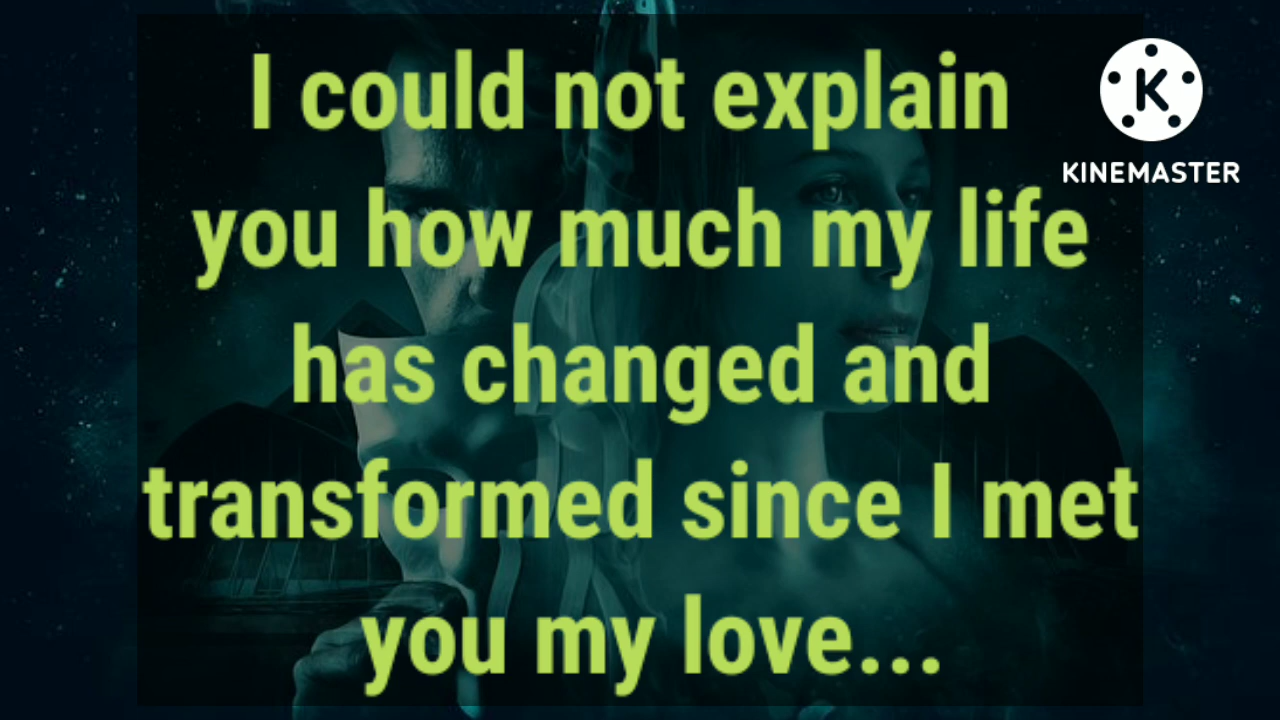 I could not explain
you how much my life
has changed and
transformed since I met
you my love...
K
KINEMASTER